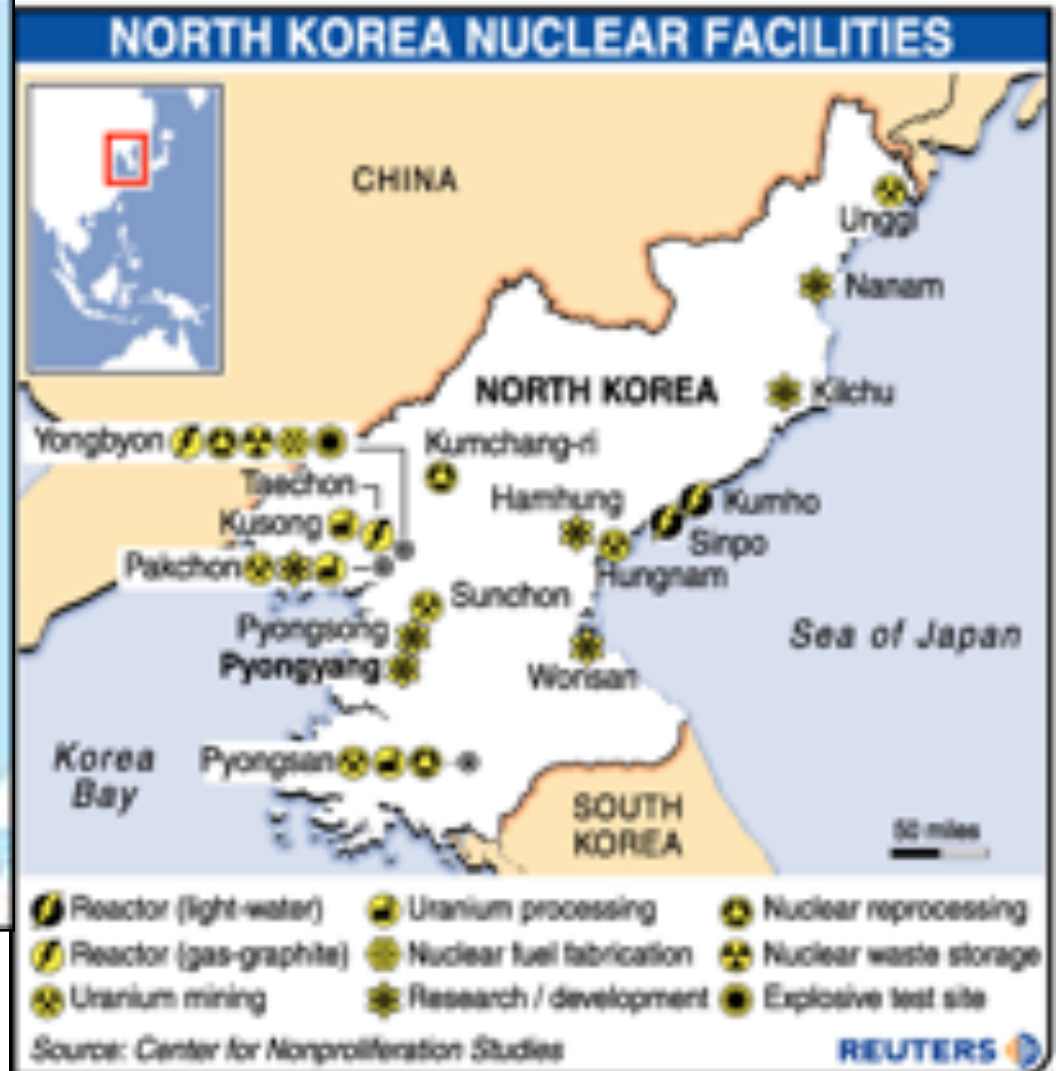 NORTH KOREA NUCLEAR FACILITIES
CHINA
Unggi
Nanam
NORTH KOREA
Kilchu
Yongbyon
Kumchang-ri
Taechon
Hamhung
Kumho
Kusong
Sinpo
Pakchon
Hungnam
Sunchon
Pyongsong
Sea of Japan
Pyongyang
Wonsan
Korea
Bay
Pyongsan
SOUTH
KOREA
50 miles
Reactor (light-water)
Uranium processing
Nuclear reprocessing
Reactor (gas-graphite)
Nuclear fuel fabrication
Nuclear waste storage
Uranium mining
Research / development
Explosive test site
Source: Center for Nonproliferation Studies
REUTERS